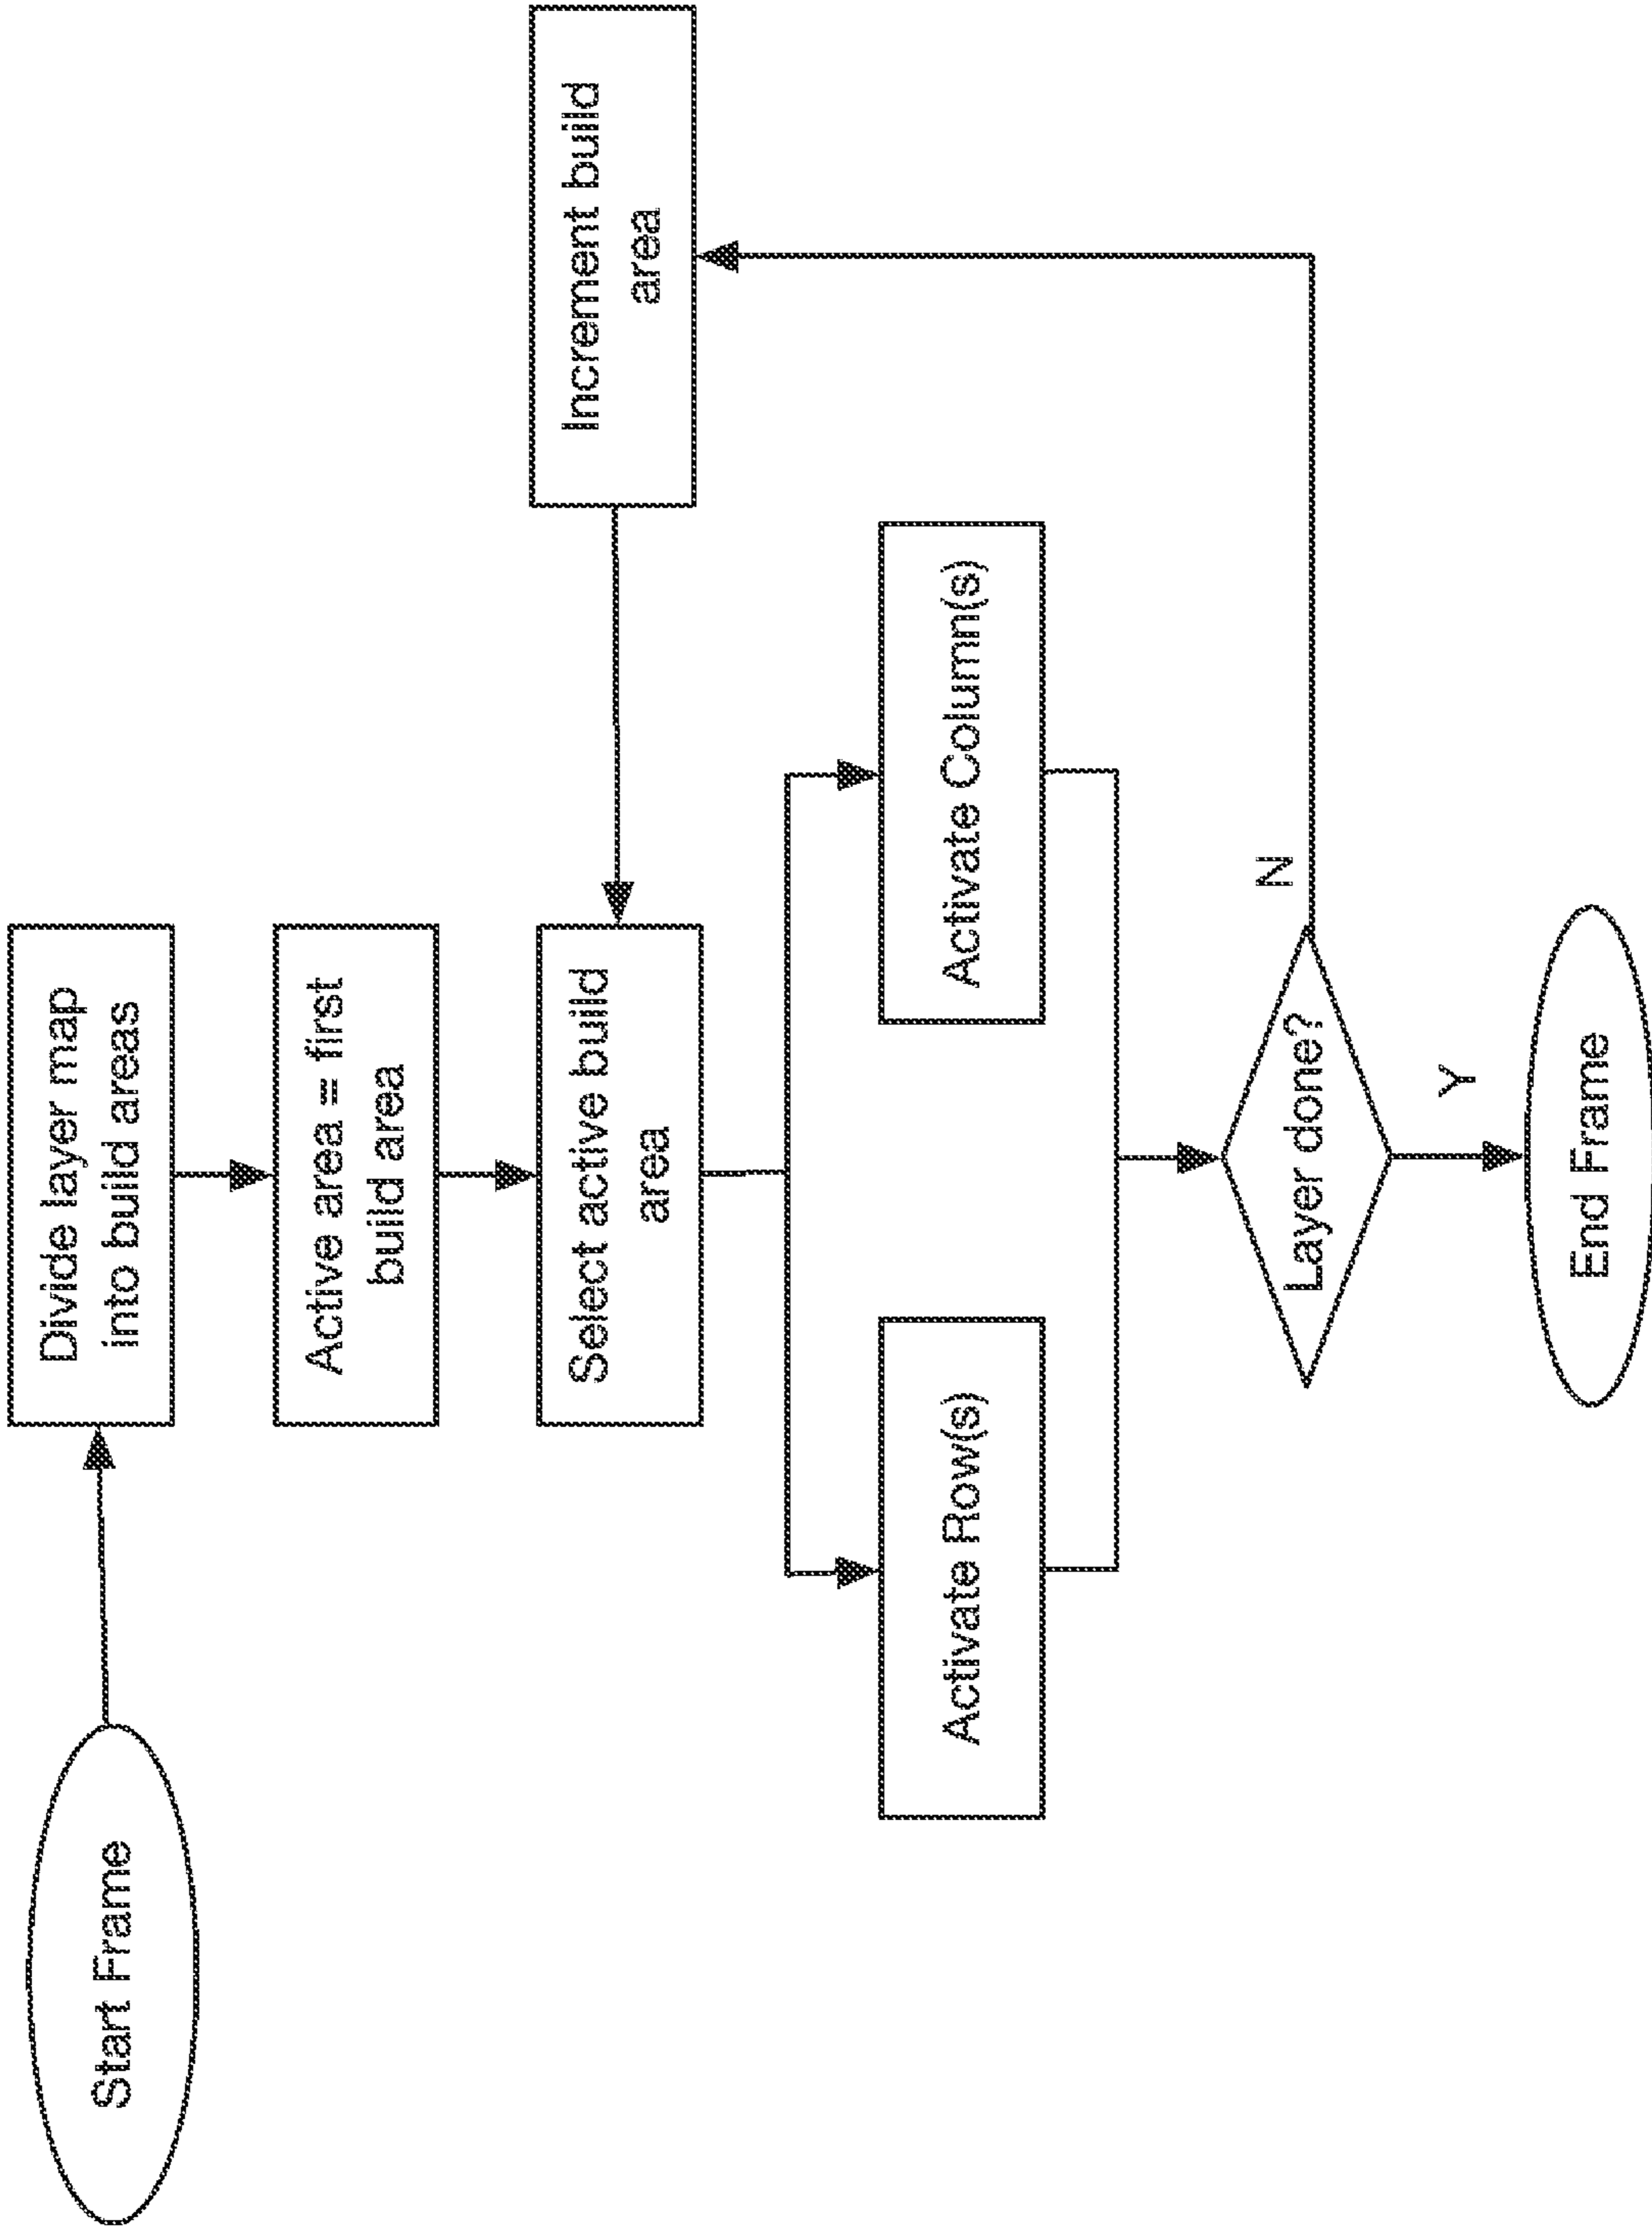 Start Frame
Divide layer map
into build areas
Active area = first
build area
Select active build
area
Increment build
area
Activate Row(s)
Activate Column(s)
Layer done?
N
Y
End Frame